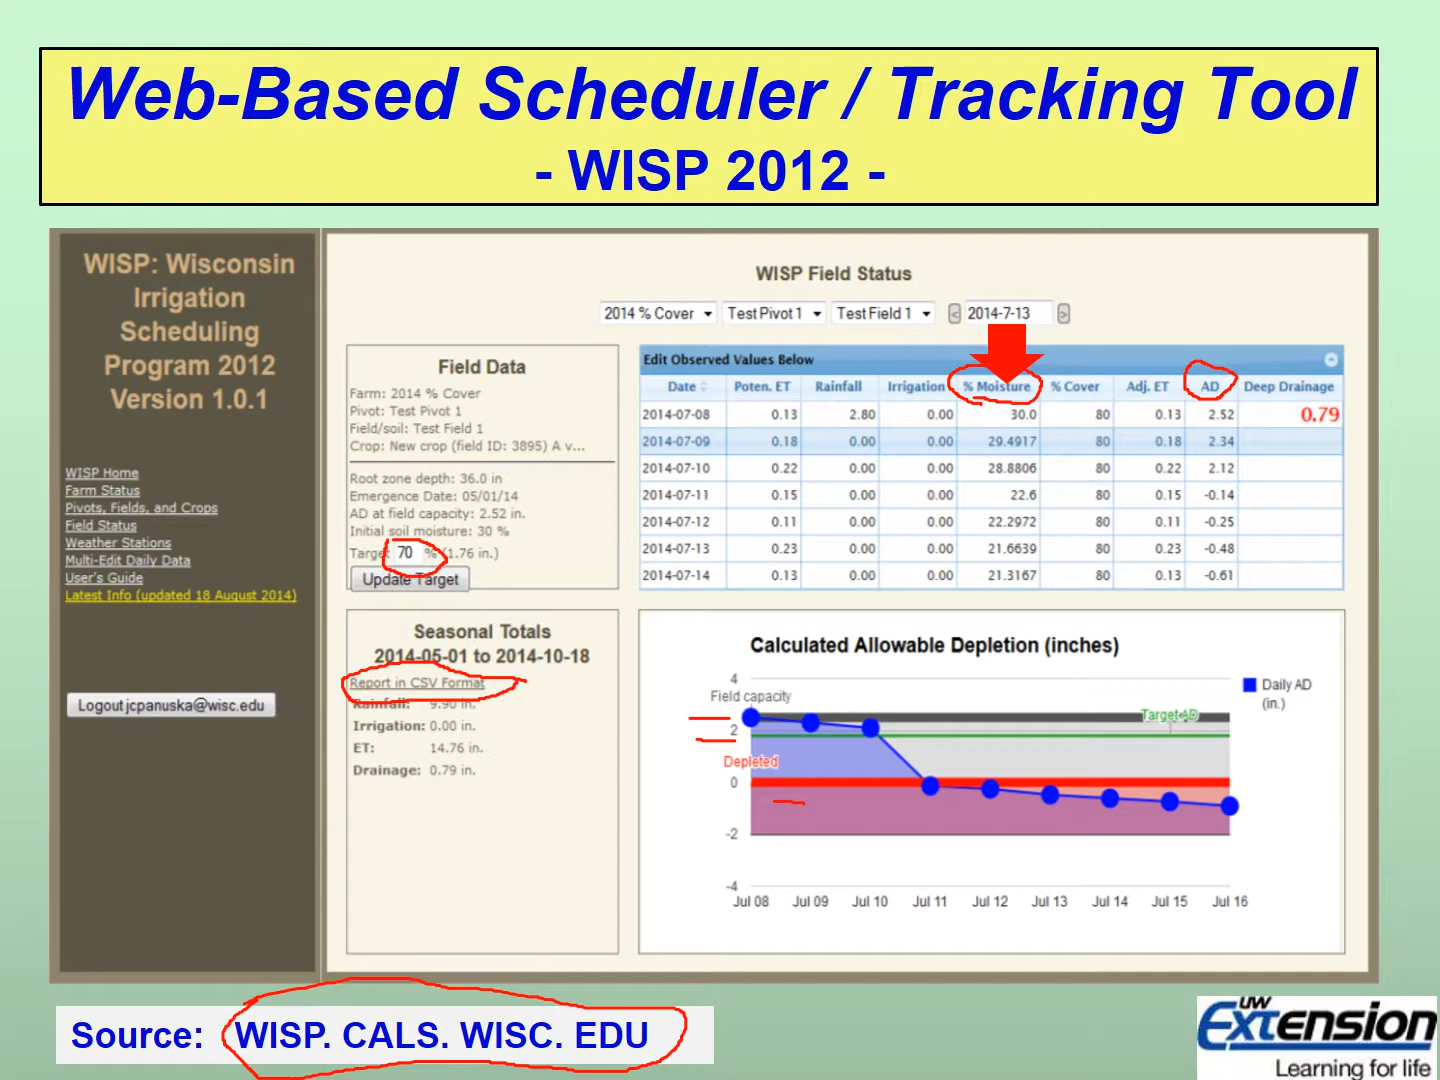 Web-Based Scheduler / Tracking Tool
- WISP 2012 -
WISP: Wisconsin
Irrigation
Scheduling
Program 2012
Version 1.0.1
WISP Home
Farm Status
Pivots, Fields, and Crops
Field Status
Weather Stations
Multi-Edit Daily Data
User's Guide
Latest Info (updated 18 August 2014)
Logout jcpanuska@wisc.edu
WISP Field Status
2014 % Cover Test Pivot 1 Test Field 1 < 2014-7-13 >
Field Data
Farm: 2014 % Cover
Pivot: Test Pivot 1
Field/soil: Test Field 1
Crop: New crop (field ID: 3895) A v...
Root zone depth: 36.0 in
Emergence Date: 05/01/14
AD at field capacity: 2.52 in.
Initial soil moisture: 30 %
Target 70 % (1.76 in.)
Update Target
Edit Observed Values Below
Date Poten. ET Rainfall Irrigation % Moisture % Cover Adj. ET AD Deep Drainage
2014-07-08 0.13 2.80 0.00 30.0 80 0.13 2.52 0.79
2014-07-09 0.18 0.00 0.00 29.4917 80 0.18 2.34
2014-07-10 0.22 0.00 0.00 28.8806 80 0.22 2.12
2014-07-11 0.15 0.00 0.00 22.6 80 0.15 -0.14
2014-07-12 0.11 0.00 0.00 22.2972 80 0.11 -0.25
2014-07-13 0.23 0.00 0.00 21.6639 80 0.23 -0.48
2014-07-14 0.13 0.00 0.00 21.3167 80 0.13 -0.61
Seasonal Totals
2014-05-01 to 2014-10-18
Report in CSV Format
Rainfall: 9.90 in.
Irrigation: 0.00 in.
ET: 14.76 in.
Drainage: 0.79 in.
Calculated Allowable Depletion (inches)
4
Field capacity
2
Depleted
0
-2
-4
Target AD
Daily AD
(in.)
Jul 08 Jul 09 Jul 10 Jul 11 Jul 12 Jul 13 Jul 14 Jul 15 Jul 16
Source: WISP. CALS. WISC. EDU
UW
Extension
Learning for life